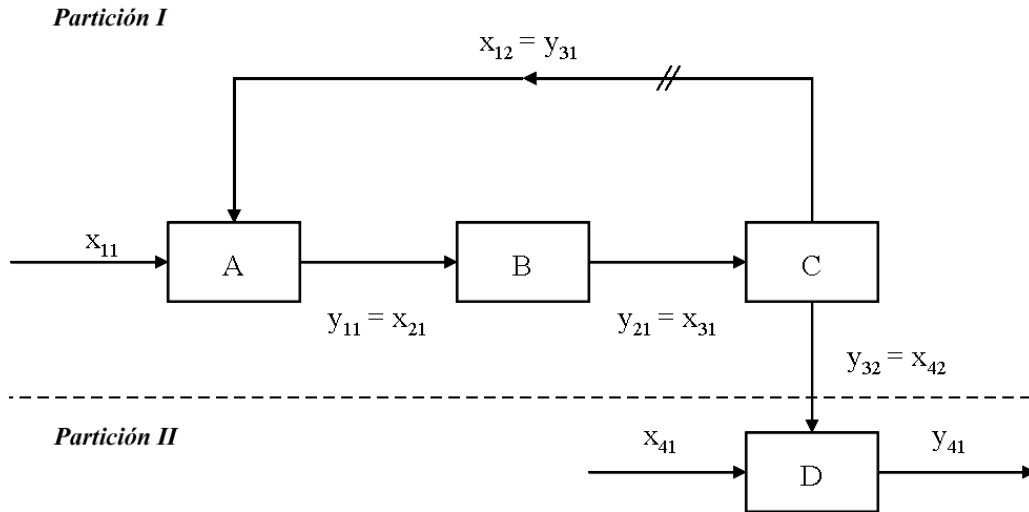 Partición I
x₁₂ = y₃₁
x₁₁
A
B
C
y₁₁ = x₂₁
y₂₁ = x₃₁
y₃₂ = x₄₂
Partición II
x₄₁
y₄₁
D